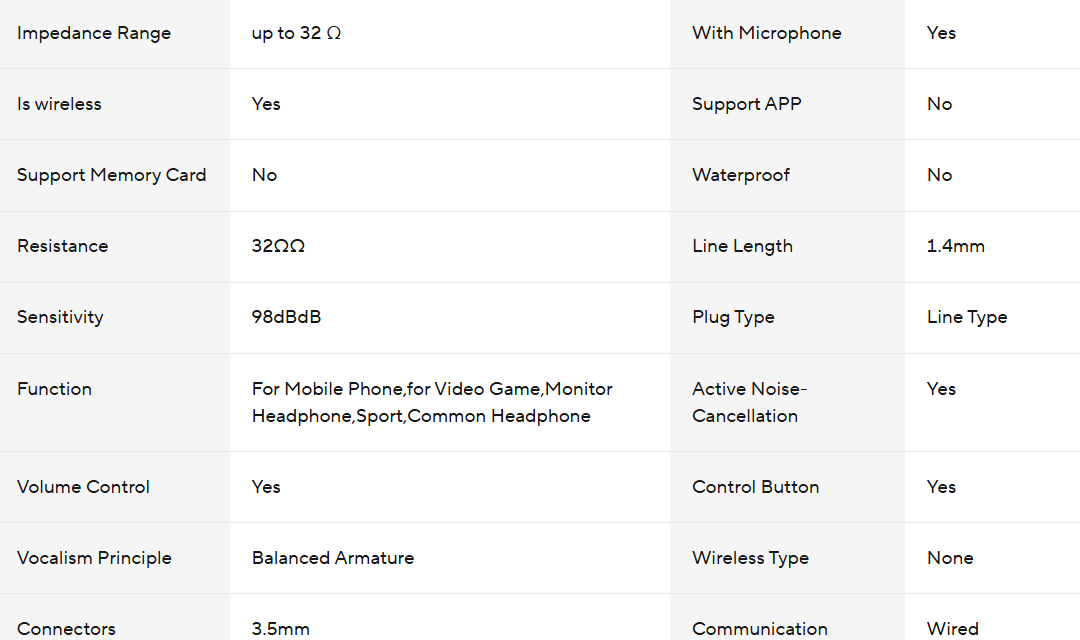 Impedance Range up to 32 Ω With Microphone Yes
Is wireless Yes Support APP No
Support Memory Card No Waterproof No
Resistance 32ΩΩ Line Length 1.4mm
Sensitivity 98dBdB Plug Type Line Type
Function For Mobile Phone,for Video Game,Monitor Active Noise- Yes
Headphone,Sport,Common Headphone Cancellation
Volume Control Yes Control Button Yes
Vocalism Principle Balanced Armature Wireless Type None
Connectors 3.5mm Communication Wired